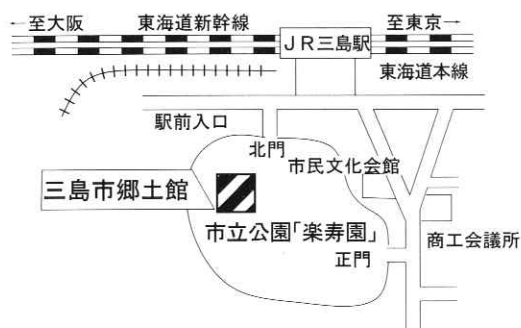 ←至大阪
東海道新幹線
JR三島駅
至東京→
東海道本線
駅前入口
北門
市民文化会館
三島市郷土館
市立公園「楽寿園」
商工会議所
正門